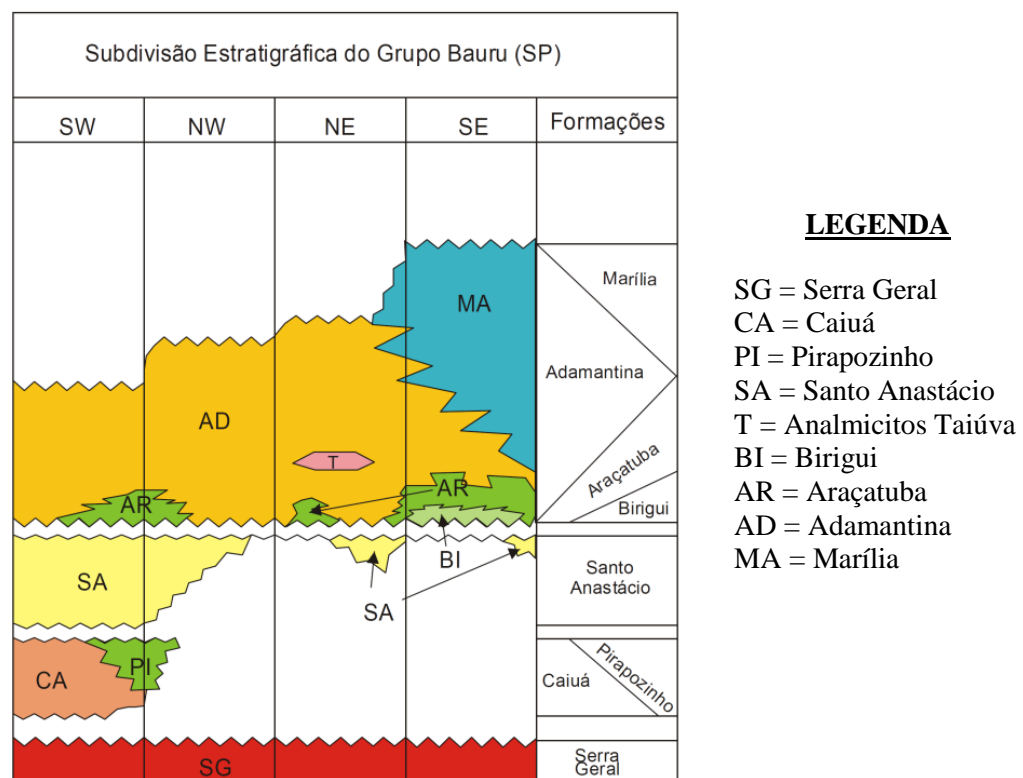 Subdivisão Estratigráfica do Grupo Bauru (SP)
SW
NW
NE
SE
Formações
MA
AD
T
AR
AR
BI
SA
SA
CA
PI
SG
Marília
Adamantina
Araçatuba
Birigui
Santo
Anastácio
Caiuá
Pirapozinho
Serra
Geral
LEGENDA
SG = Serra Geral
CA = Caiuá
PI = Pirapozinho
SA = Santo Anastácio
T = Analmicitos Taiúva
BI = Birigui
AR = Araçatuba
AD = Adamantina
MA = Marília